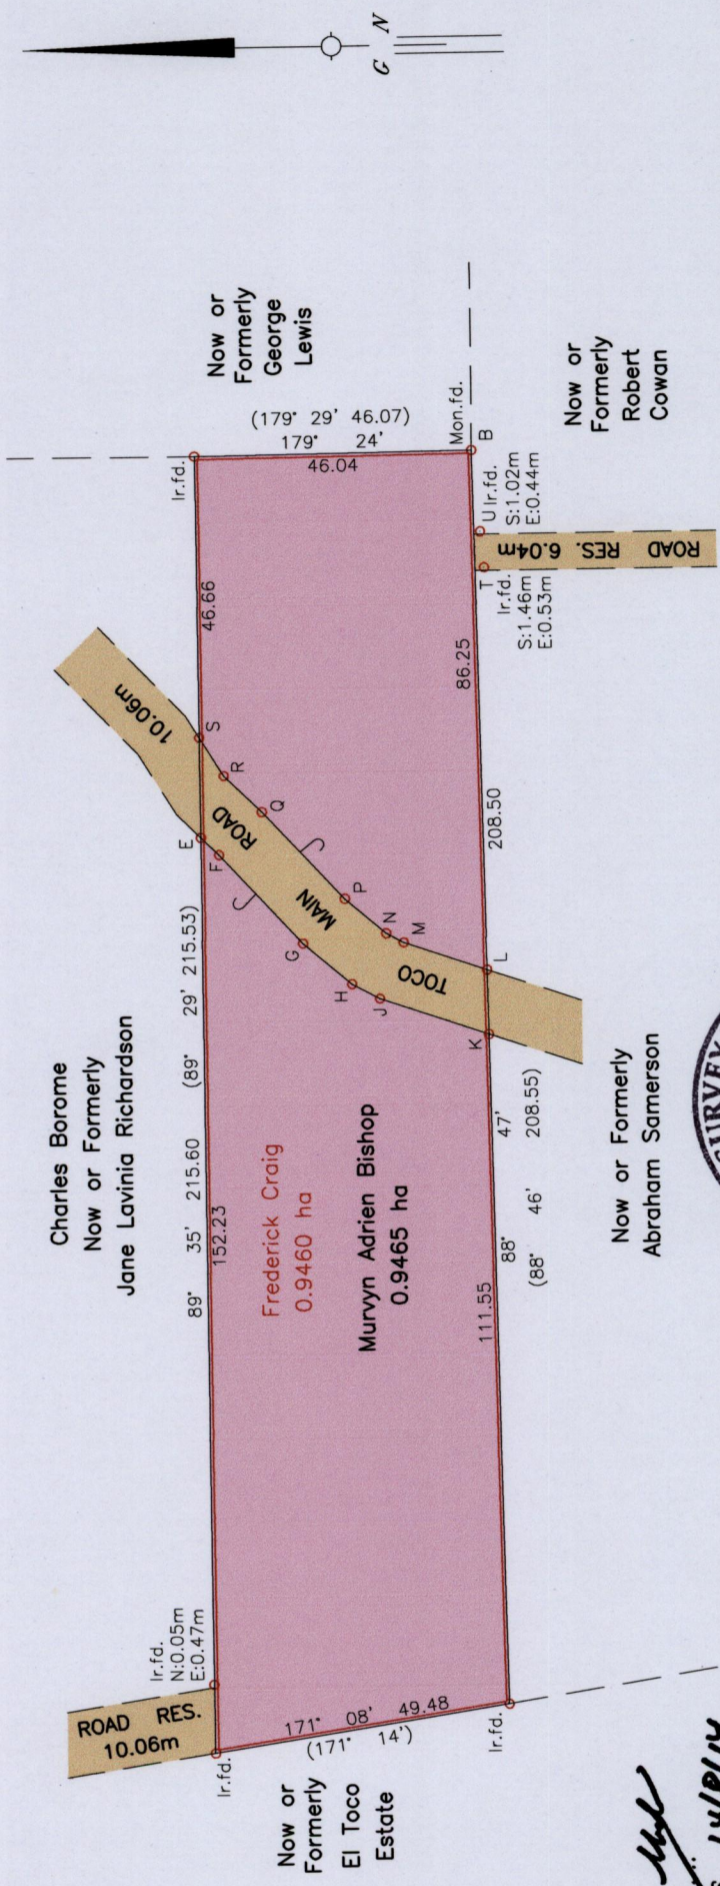 G N
Charles Borome
Now or Formerly
Jane Lavinia Richardson
Now or
Formerly
George
Lewis
Now or
Formerly
Robert
Cowan
Now or Formerly
Abraham Samerson
Now or
Formerly
El Toco
Estate
ROAD RES.
10.06m
Ir.fd.
N:0.05m
E:0.47m
Ir.fd.
89° 35' 215.60 (89° 29' 215.53)
152.23
E
S
46.66
Ir.fd.
10.06m
(179° 29' 46.07)
179° 24'
46.04
Mon.fd.
B
U Ir.fd.
S:1.02m
E:0.44m
T
Ir.fd.
S:1.46m
E:0.53m
ROAD RES. 6.04m
86.25
208.50
F
G
H
J
K
L
M
N
P
Q
R
TOCO MAIN ROAD
Frederick Craig
0.9460 ha
Murvyn Adrien Bishop
0.9465 ha
111.55
88° 47'
(88° 46' 208.55)
171° 08' 49.48
(171° 14')
Ir.fd.
SURVEY